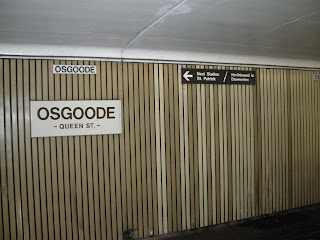 OSGOODE
← Next Station / Northbound to
St. Patrick / Downsview
OSGOODE
– QUEEN ST. –